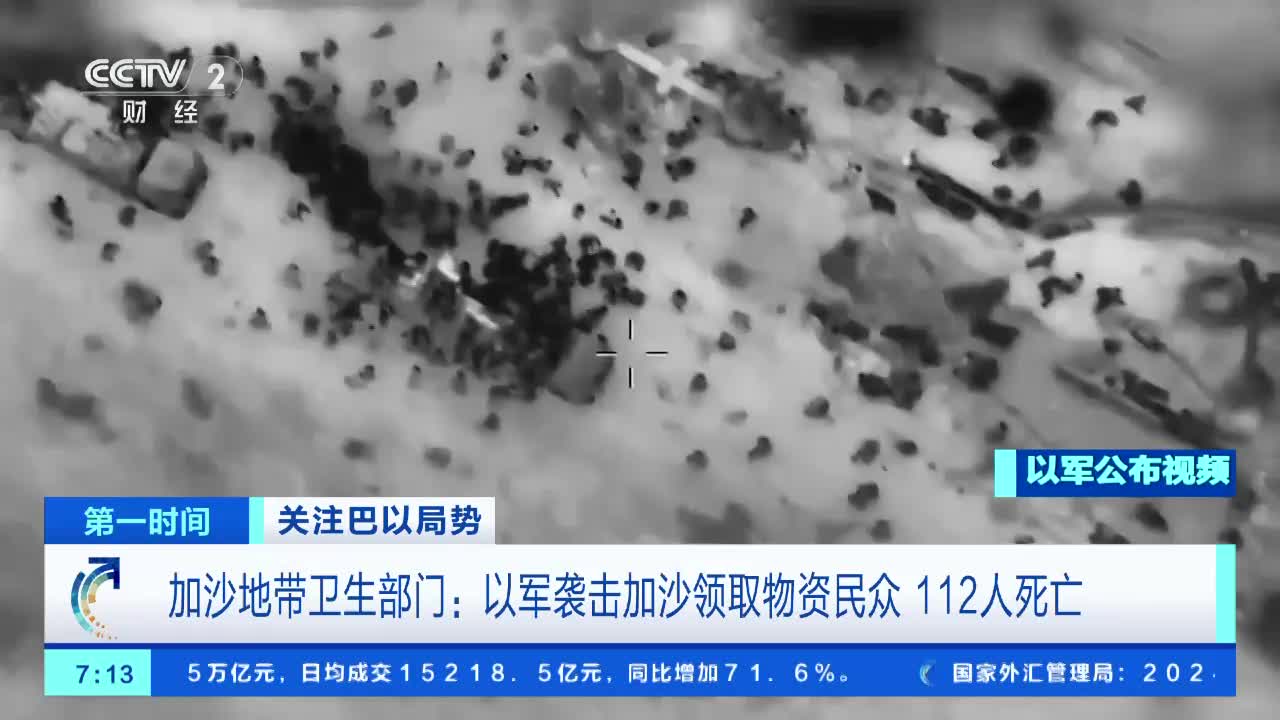 CCTV 2
财 经
以军公布视频
第一时间
关注巴以局势
加沙地带卫生部门：以军袭击加沙领取物资民众 112人死亡
7:13
5万亿元，日均成交15218．5亿元，同比增加71．6%。
国家外汇管理局：202